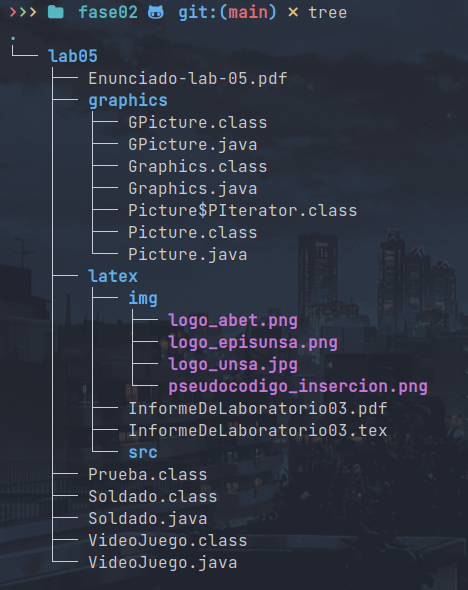 >>> fase02 git:(main) × tree
.
└── lab05
    ├── Enunciado-lab-05.pdf
    ├── graphics
    │   ├── GPicture.class
    │   ├── GPicture.java
    │   ├── Graphics.class
    │   ├── Graphics.java
    │   ├── Picture$PIterator.class
    │   ├── Picture.class
    │   └── Picture.java
    ├── latex
    │   ├── img
    │   │   ├── logo_abet.png
    │   │   ├── logo_episunsa.png
    │   │   ├── logo_unsa.jpg
    │   │   └── pseudocodigo_insercion.png
    │   ├── InformeDeLaboratorio03.pdf
    │   ├── InformeDeLaboratorio03.tex
    │   └── src
    ├── Prueba.class
    ├── Soldado.class
    ├── Soldado.java
    ├── VideoJuego.class
    └── VideoJuego.java